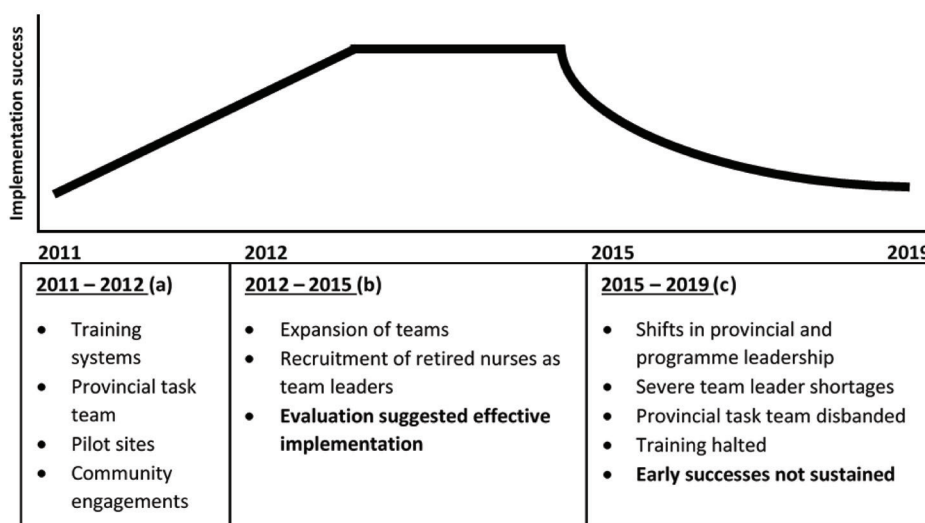 Implementation success
2011
2012
2015
2019
2011 – 2012 (a)
• Training
systems
• Provincial task
team
• Pilot sites
• Community
engagements
2012 – 2015 (b)
• Expansion of teams
• Recruitment of retired nurses as
team leaders
• Evaluation suggested effective
implementation
2015 – 2019 (c)
• Shifts in provincial and
programme leadership
• Severe team leader shortages
• Provincial task team disbanded
• Training halted
• Early successes not sustained